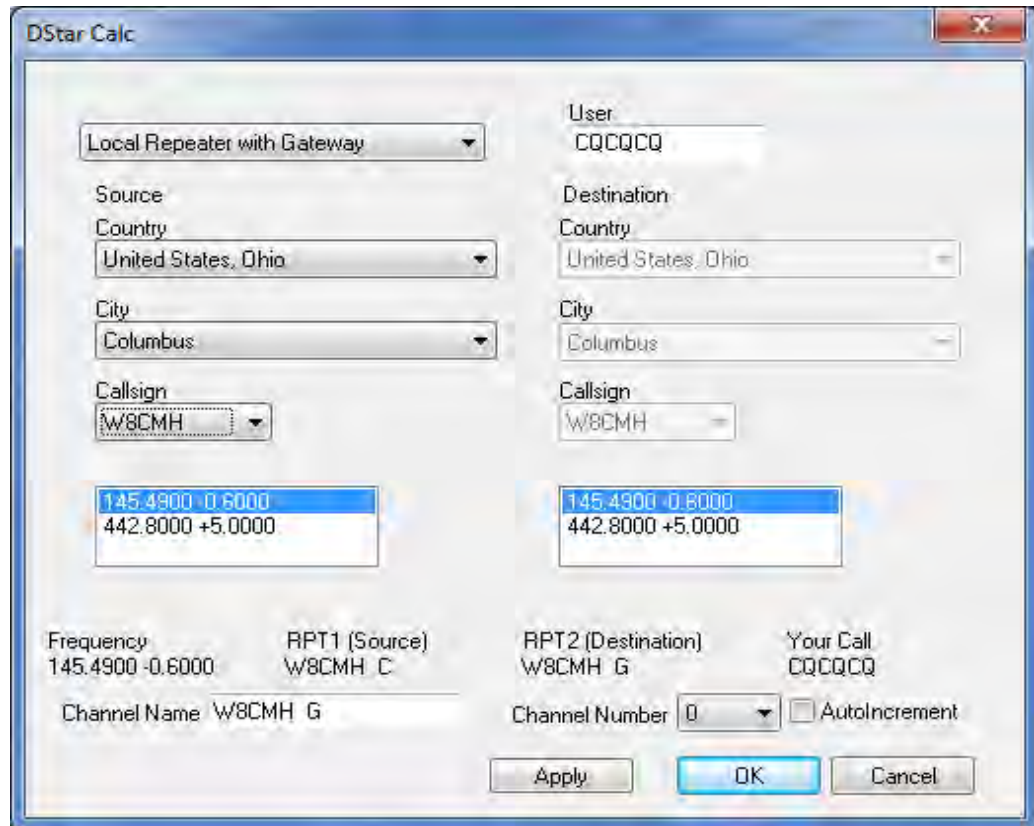 DStar Calc
Local Repeater with Gateway
User
CQCQCQ
Source
Destination
Country
Country
United States, Ohio
United States, Ohio
City
City
Columbus
Columbus
Callsign
Callsign
W8CMH
W8CMH
145.4900 -0.6000
145.4900 -0.6000
442.8000 +5.0000
442.8000 +5.0000
Frequency
RPT1 (Source)
RPT2 (Destination)
Your Call
145.4900 -0.6000
W8CMH C
W8CMH G
CQCQCQ
Channel Name W8CMH G
Channel Number 0
AutoIncrement
Apply
OK
Cancel